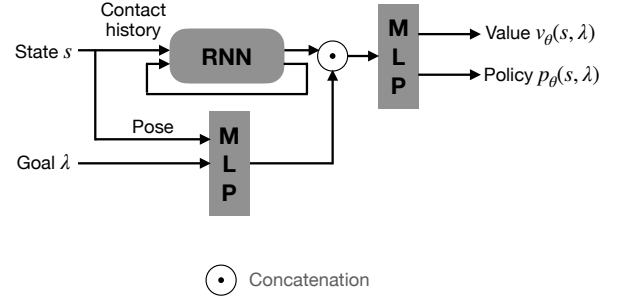 Contact
history
State s
RNN
M
L
P
Value vθ(s, λ)
Policy pθ(s, λ)
Pose
Goal λ
M
L
P
Concatenation